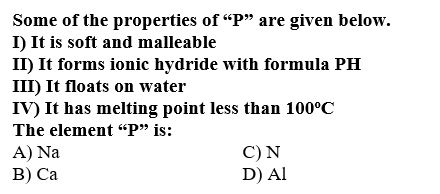 Some of the properties of “P” are given below.
I) It is soft and malleable
II) It forms ionic hydride with formula PH
III) It floats on water
IV) It has melting point less than 100ºC
The element “P” is:
A) Na C) N
B) Ca D) Al